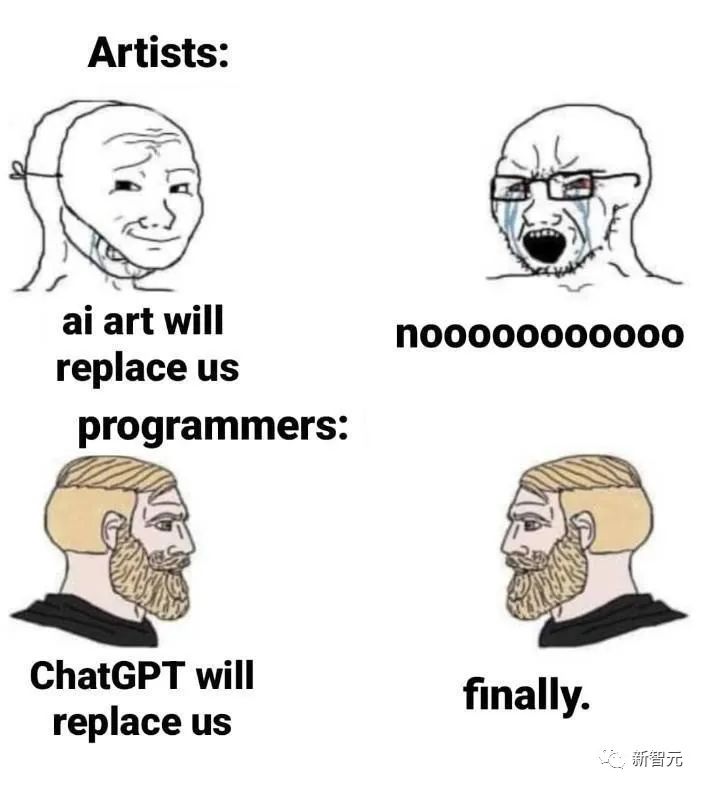 Artists:
ai art will
replace us
nooooooooooo
programmers:
ChatGPT will
replace us
finally.
新智元